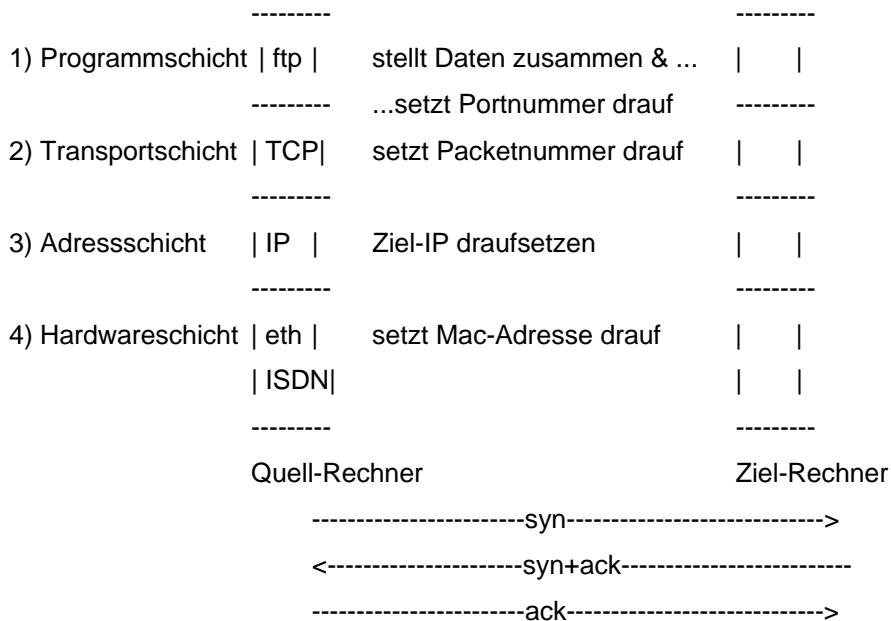 ---------                                              ---------
1) Programmschicht | ftp |      stellt Daten zusammen & ...    |       |
---------     ...setzt Portnummer drauf       ---------
2) Transportschicht  | TCP|      setzt Packetnummer drauf      |       |
---------                                              ---------
3) Adressschicht     | IP   |      Ziel-IP draufsetzen                 |       |
---------                                              ---------
4) Hardwareschicht | eth |      setzt Mac-Adresse drauf         |       |
| ISDN|                                                  |       |
---------                                              ---------
Quell-Rechner                                      Ziel-Rechner
------------------------syn----------------------------->
<----------------------syn+ack--------------------------
------------------------ack----------------------------->